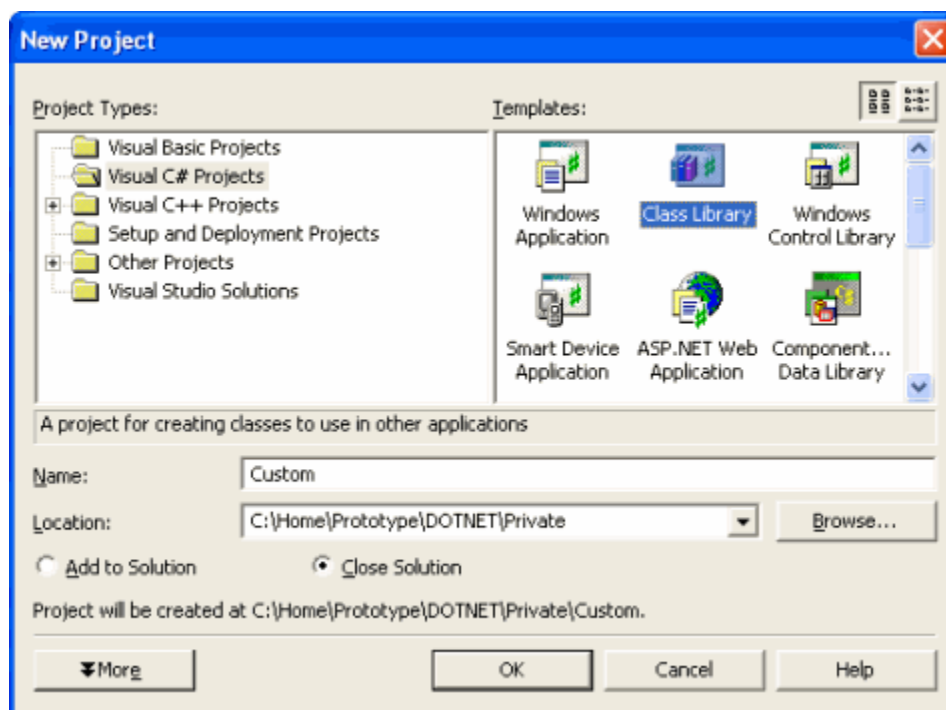 New Project
Project Types:
Templates:
Visual Basic Projects
Visual C# Projects
Visual C++ Projects
Setup and Deployment Projects
Other Projects
Visual Studio Solutions
Windows Application
Class Library
Windows Control Library
Smart Device Application
ASP.NET Web Application
Component... Data Library
A project for creating classes to use in other applications
Name:
Custom
Location:
C:\Home\Prototype\DOTNET\Private
Browse...
Add to Solution
Close Solution
Project will be created at C:\Home\Prototype\DOTNET\Private\Custom.
More
OK
Cancel
Help